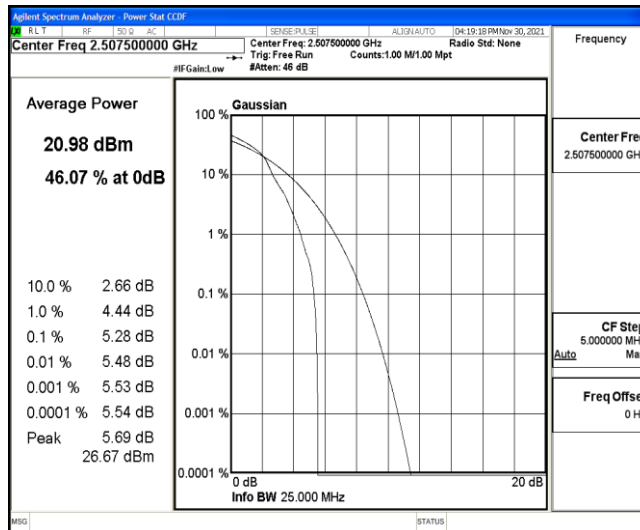 Agilent Spectrum Analyzer - Power Stat CCDF
R L T RF 50 Ω AC SENSE:PULSE ALIGN AUTO 04:19:18 PM Nov 30, 2021
Center Freq 2.507500000 GHz
Center Freq: 2.507500000 GHz Radio Std: None
Trig: Free Run Counts:1.00 M/1.00 Mpt
#IFGain:Low #Atten: 46 dB
Frequency
Average Power
20.98 dBm
46.07 % at 0dB
10.0 % 2.66 dB
1.0 % 4.44 dB
0.1 % 5.28 dB
0.01 % 5.48 dB
0.001 % 5.53 dB
0.0001 % 5.54 dB
Peak 5.69 dB
26.67 dBm
Gaussian
100 %
10 %
1 %
0.1 %
0.01 %
0.001 %
0.0001 %
0 dB 20 dB
Info BW 25.000 MHz
Center Fre
2.507500000 GH
CF Step
5.000000 MH
Auto Ma
Freq Offse
0 H
MSG STATUS